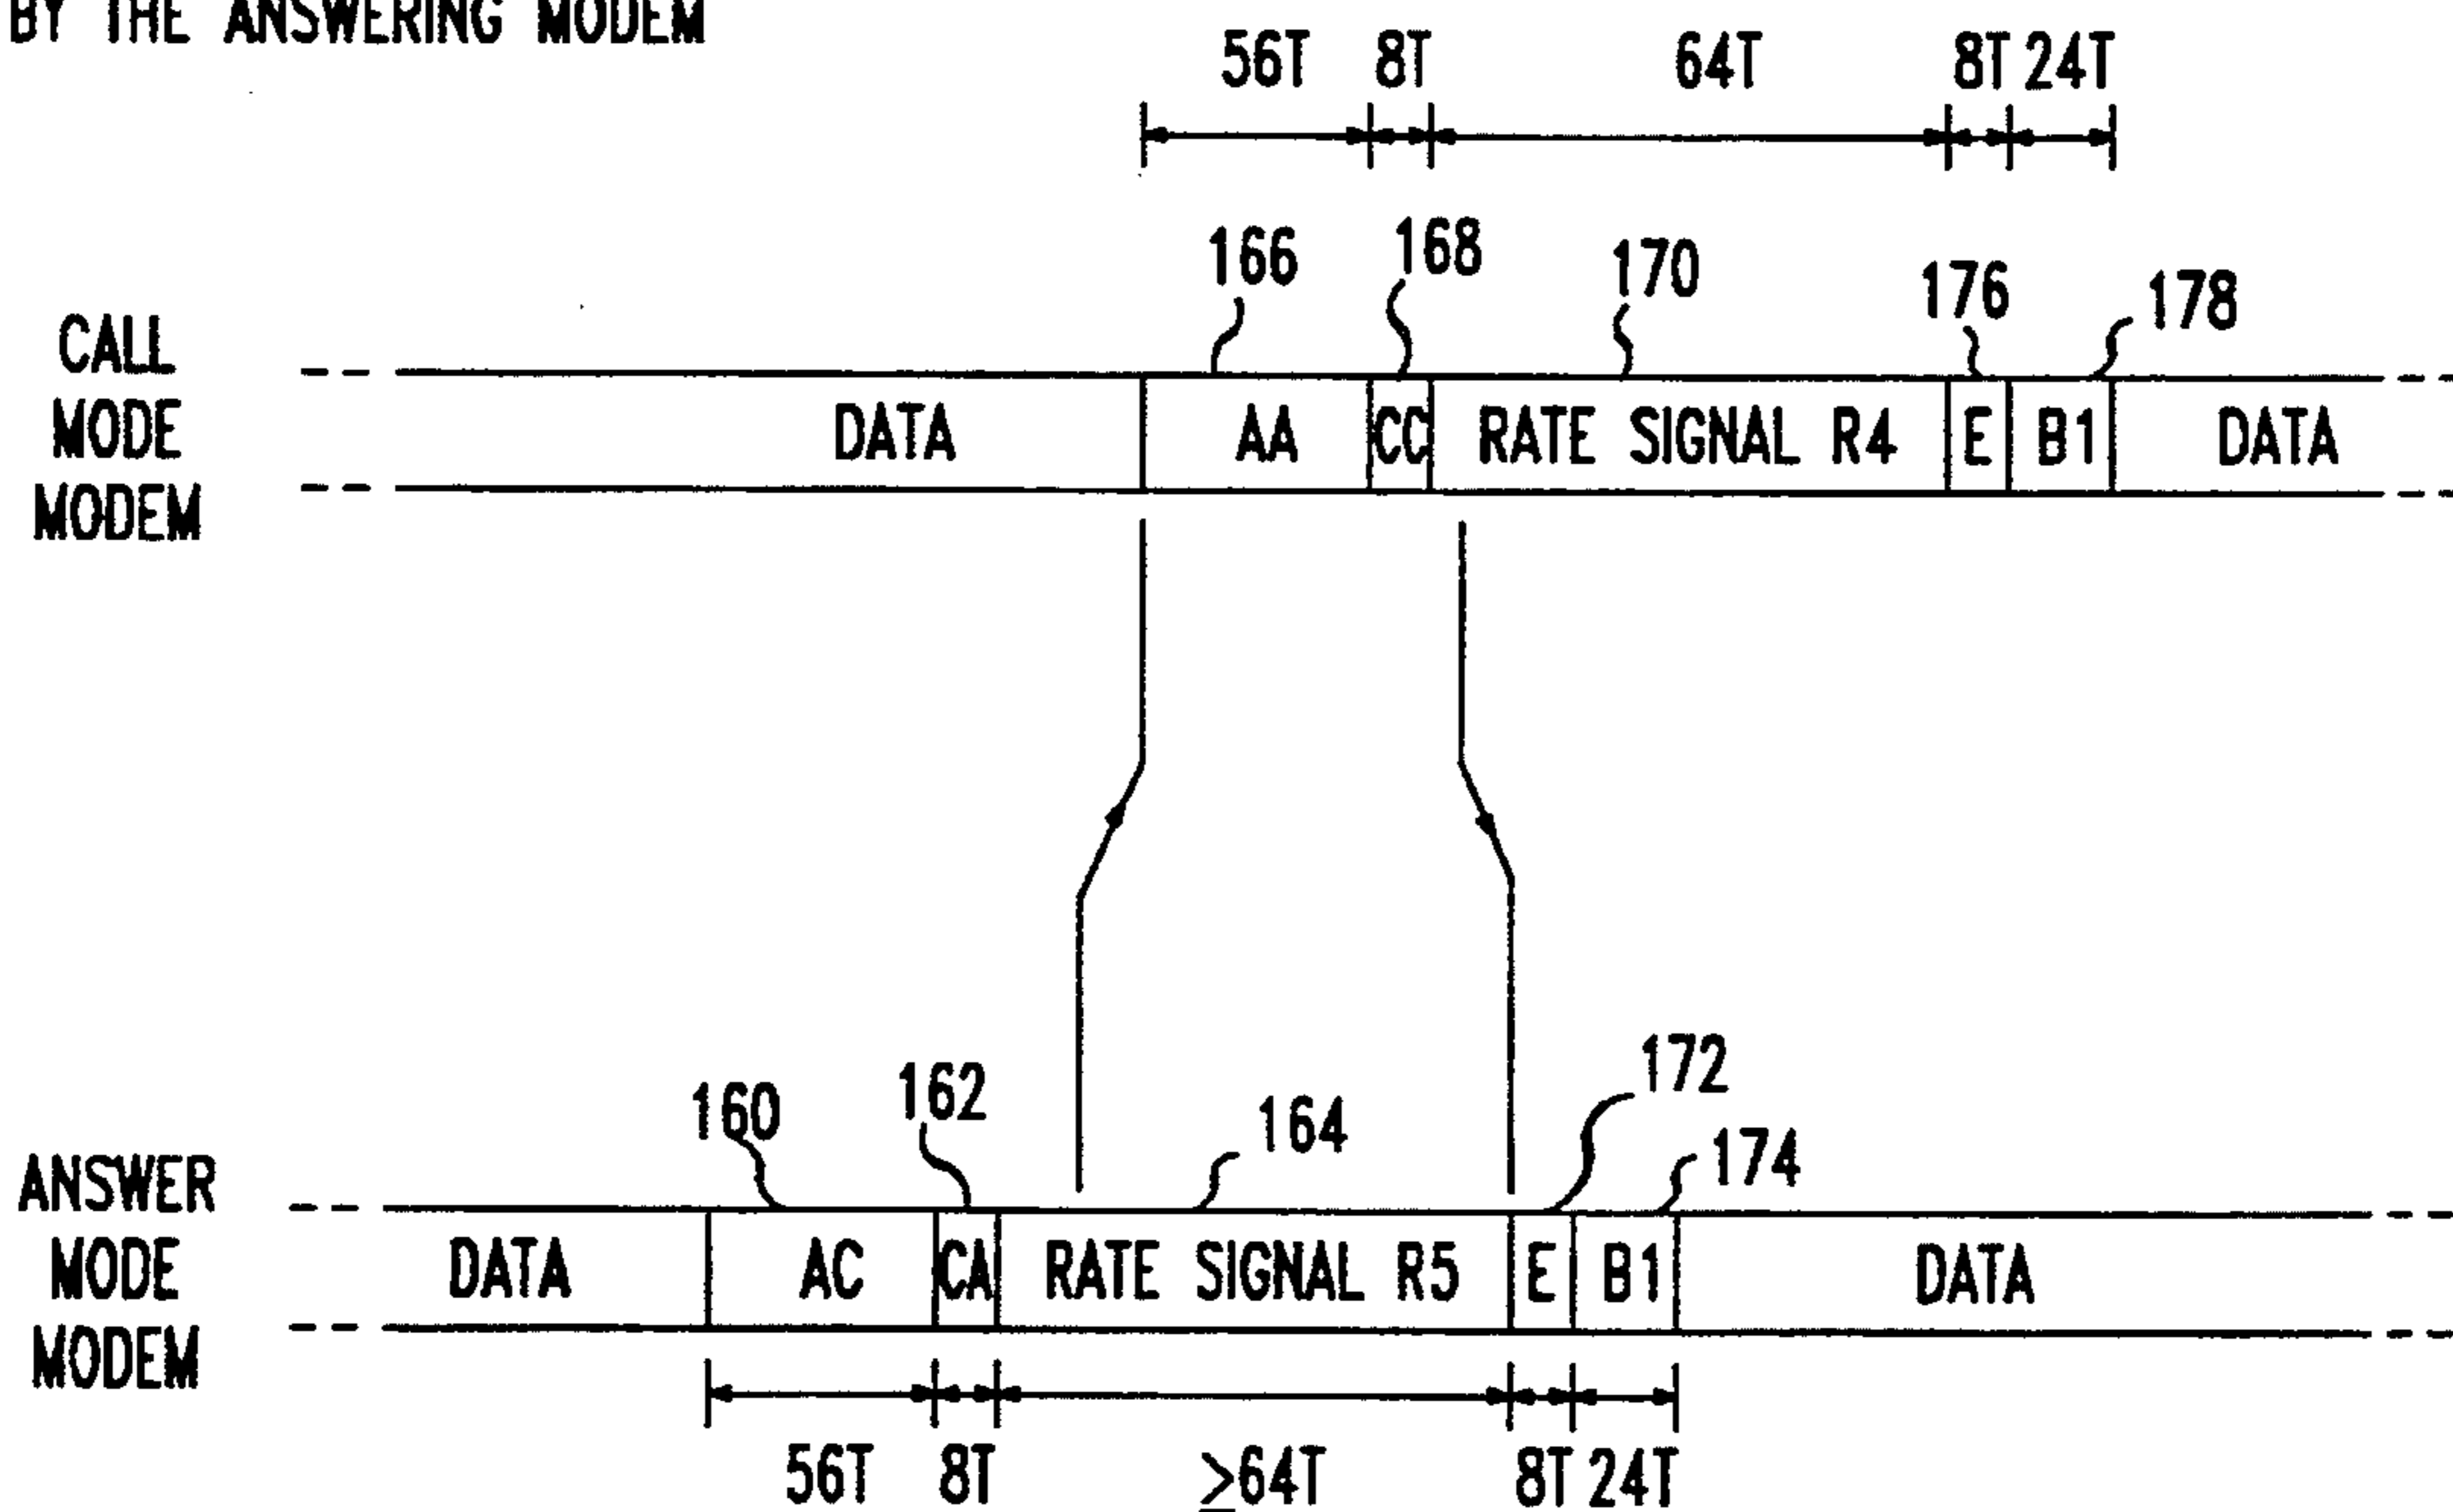 BY THE ANSWERING MODEM
56T 8T 64T 8T 24T
166 168 170 176 178
CALL
MODE
MODEM
DATA AA CC RATE SIGNAL R4 E B1 DATA
160 162 164 172 174
ANSWER
MODE
MODEM
DATA AC CA RATE SIGNAL R5 E B1 DATA
56T 8T ≥64T 8T 24T